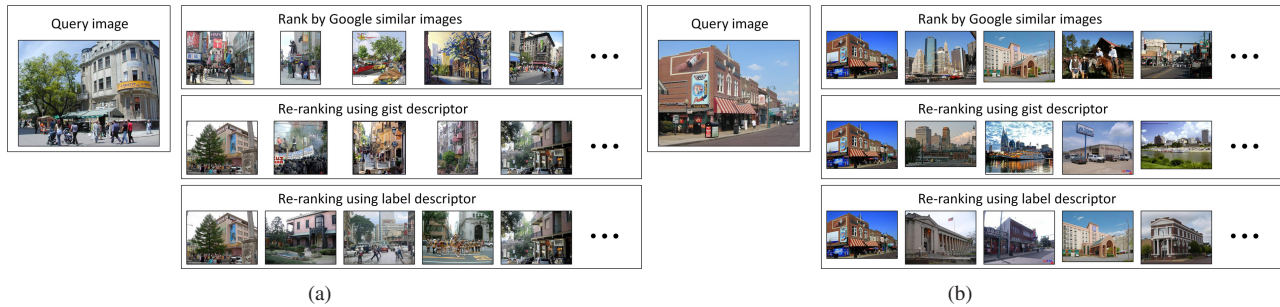 Query image
Rank by Google similar images
• • •
Re-ranking using gist descriptor
• • •
Re-ranking using label descriptor
• • •
(a)
Query image
Rank by Google similar images
• • •
Re-ranking using gist descriptor
• • •
Re-ranking using label descriptor
• • •
(b)